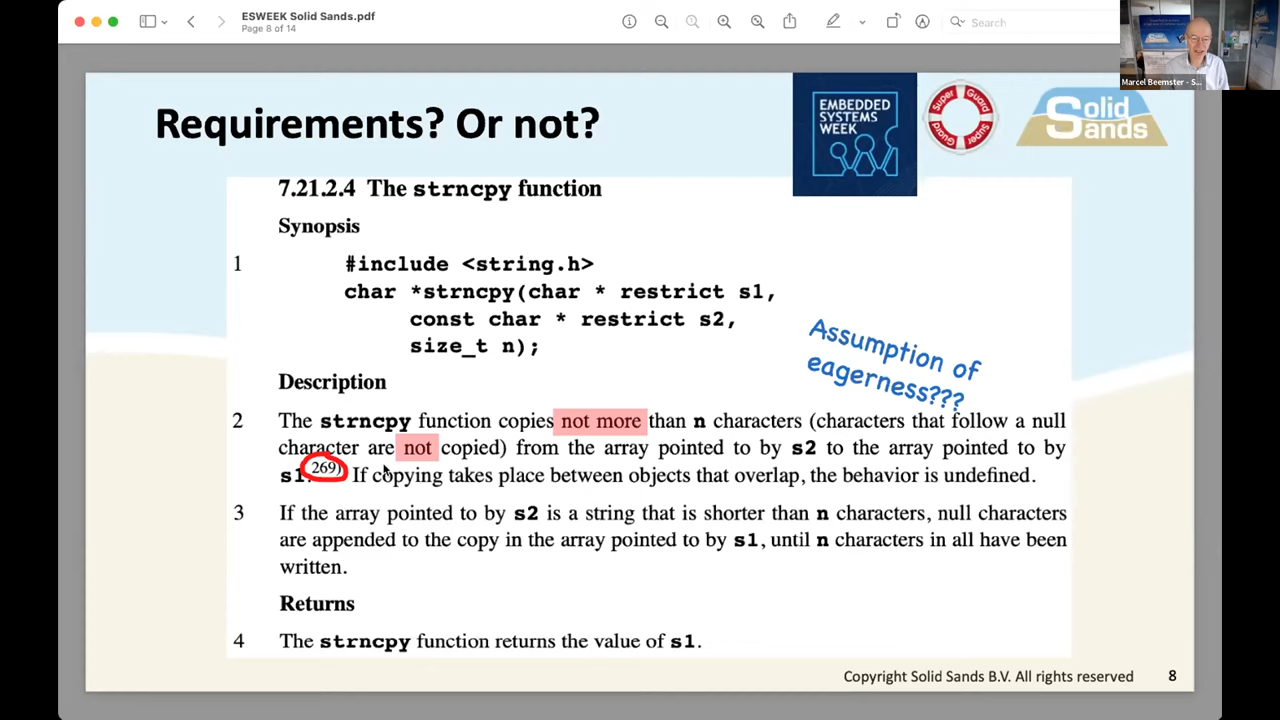 ESWEEK Solid Sands.pdf
Page 8 of 14
Search
Marcel Beemster - S...
Requirements? Or not?
EMBEDDED
SYSTEMS
WEEK
Super
Guard
Super
Guard
Solid
Sands
7.21.2.4 The strncpy function
Synopsis
1 #include <string.h>
char *strncpy(char * restrict s1,
const char * restrict s2,
size_t n);
Assumption of
eagerness???
Description
2 The strncpy function copies not more than n characters (characters that follow a null
character are not copied) from the array pointed to by s2 to the array pointed to by
s1.269) If copying takes place between objects that overlap, the behavior is undefined.
3 If the array pointed to by s2 is a string that is shorter than n characters, null characters
are appended to the copy in the array pointed to by s1, until n characters in all have been
written.
Returns
4 The strncpy function returns the value of s1.
Copyright Solid Sands B.V. All rights reserved 8